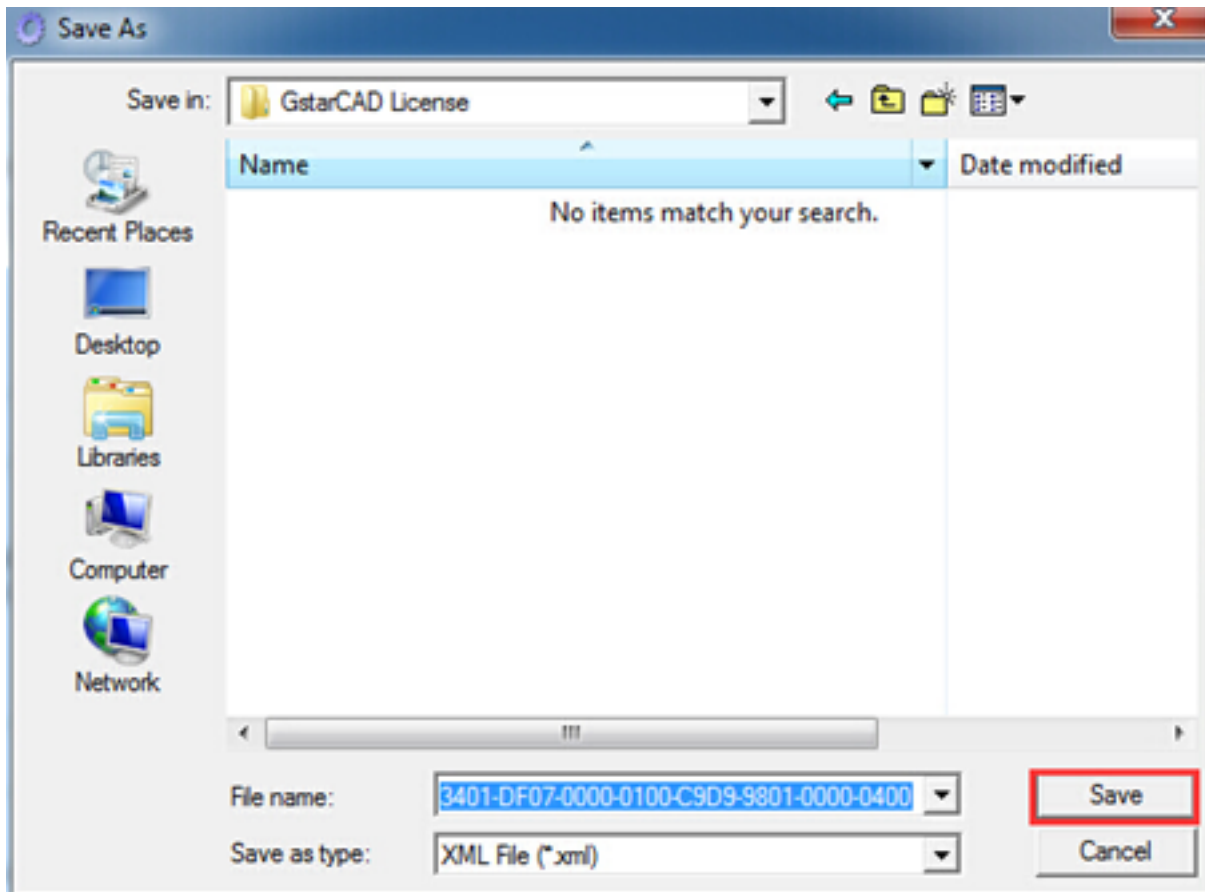 Save As
x
Save in:
GstarCAD License
Name
Date modified
No items match your search.
Recent Places
Desktop
Libraries
Computer
Network
File name:
3401-DF07-0000-0100-C9D9-9801-0000-0400
Save
Save as type:
XML File (*.xml)
Cancel